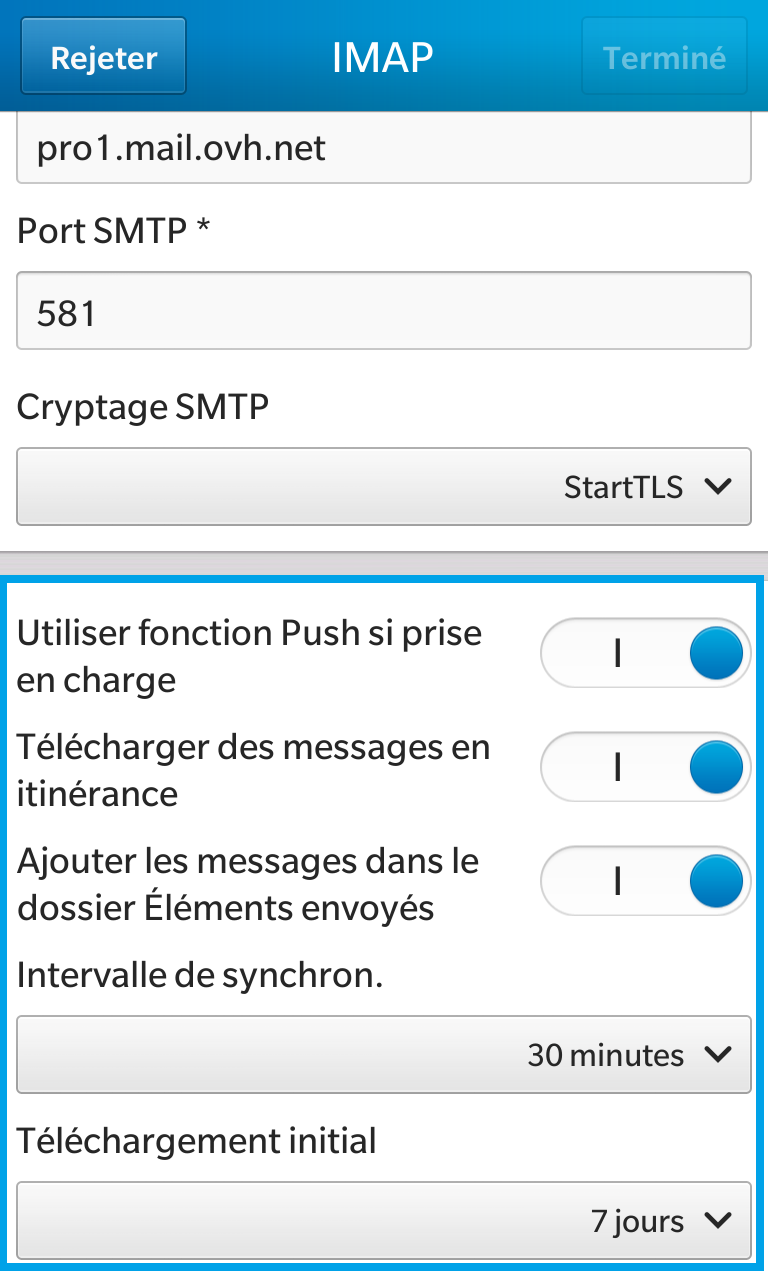 Rejeter
IMAP
Terminé
pro1.mail.ovh.net
Port SMTP *
581
Cryptage SMTP
StartTLS
Utiliser fonction Push si prise
en charge
Télécharger des messages en
itinérance
Ajouter les messages dans le
dossier Éléments envoyés
Intervalle de synchron.
30 minutes
Téléchargement initial
7 jours